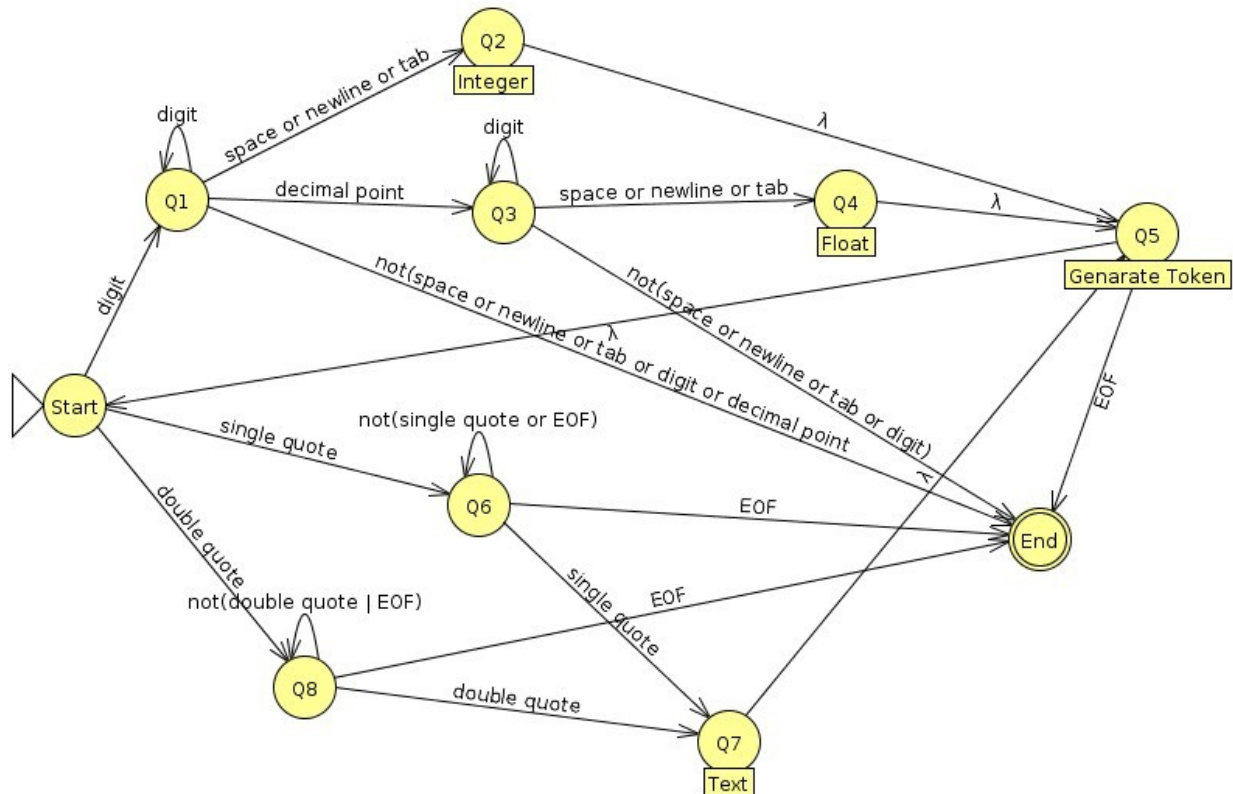 Q2
Integer
space or newline or tab
λ
digit
digit
Q1
decimal point
Q3
space or newline or tab
Q4
Float
λ
Q5
Genarate Token
not(space or newline or tab or digit or decimal point
not(space or newline or tab or digit)
digit
λ
EOF
Start
single quote
not(single quote or EOF)
Q6
EOF
λ
End
double quote
not(double quote | EOF)
EOF
single quote
Q8
double quote
Q7
Text